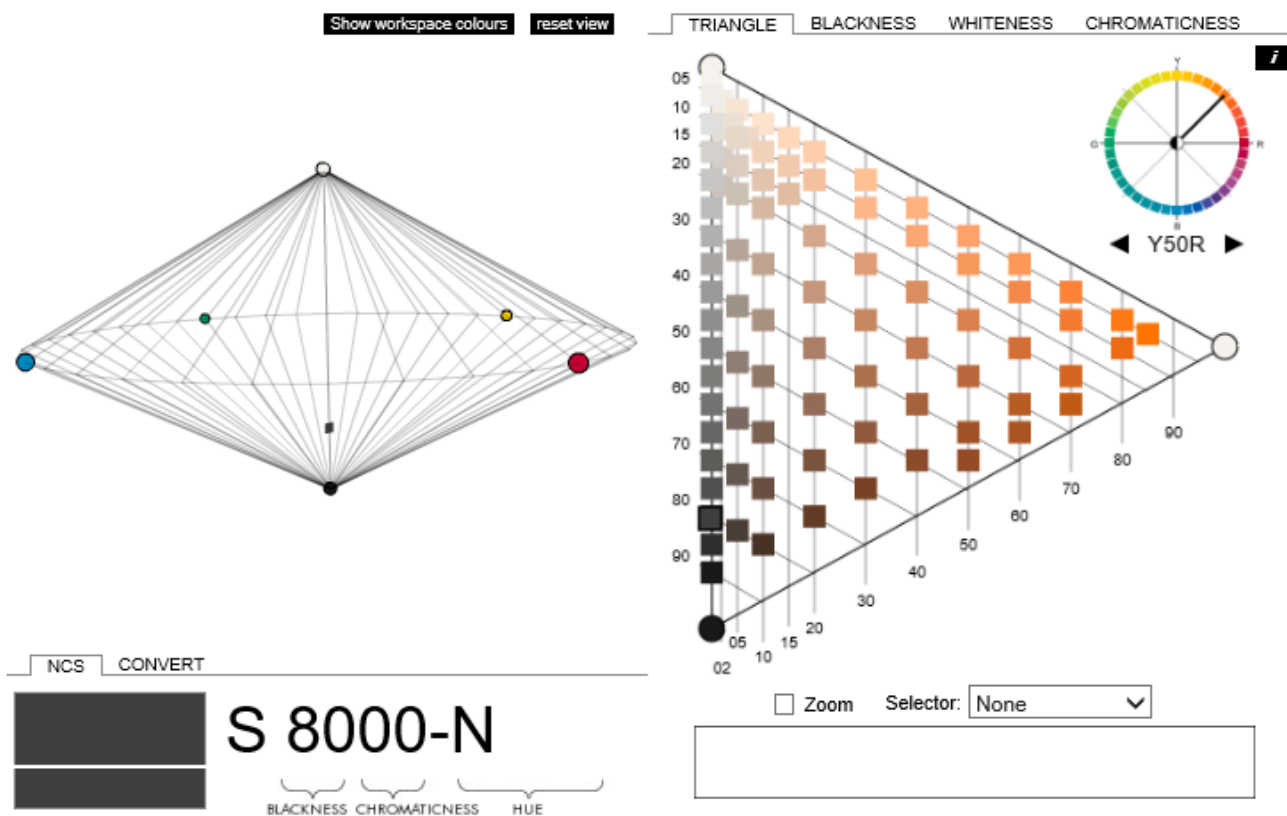 Show workspace colours
reset view
TRIANGLE BLACKNESS WHITENESS CHROMATICNESS
i
Y
G
R
B
Y50R
05
10
15
20
30
40
50
60
70
80
90
02
05
10
15
20
30
40
50
60
70
80
90
NCS CONVERT
S 8000-N
BLACKNESS CHROMATICNESS HUE
Zoom Selector: None